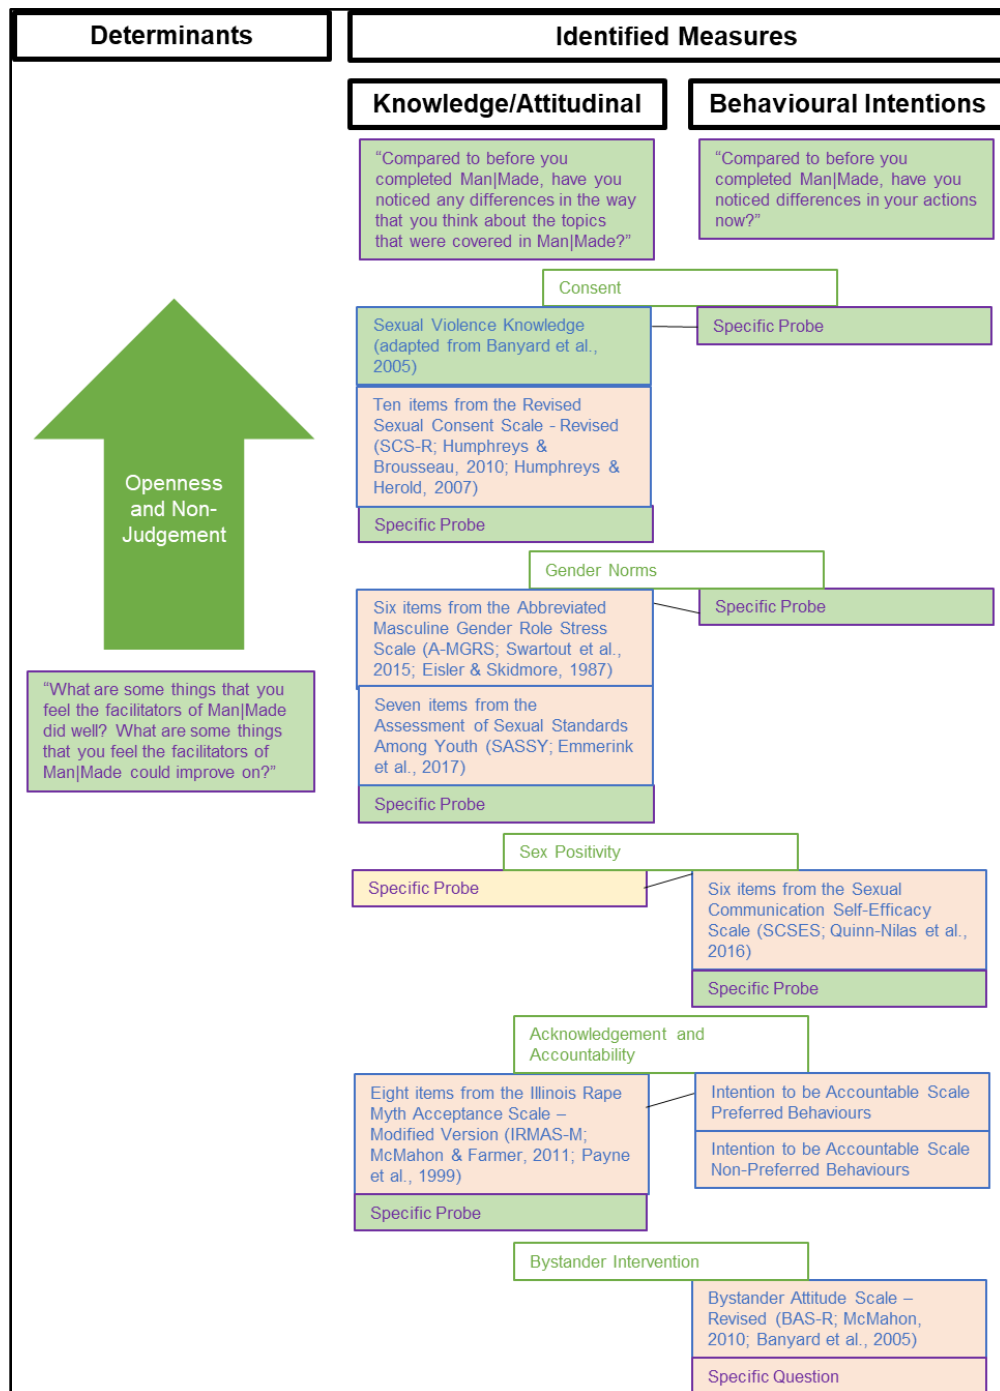 Determinants
Identified Measures
Knowledge/Attitudinal
Behavioural Intentions
“Compared to before you
completed Man|Made, have you
noticed any differences in the way
that you think about the topics
that were covered in Man|Made?”
“Compared to before you
completed Man|Made, have you
noticed differences in your actions
now?”
Consent
Sexual Violence Knowledge
(adapted from Banyard et al.,
2005)
Specific Probe
Ten items from the Revised
Sexual Consent Scale - Revised
(SCS-R; Humphreys &
Brousseau, 2010; Humphreys &
Herold, 2007)
Specific Probe
Openness
and Non-
Judgement
“What are some things that you
feel the facilitators of Man|Made
did well? What are some things
that you feel the facilitators of
Man|Made could improve on?”
Gender Norms
Six items from the Abbreviated
Masculine Gender Role Stress
Scale (A-MGRS; Swartout et al.,
2015; Eisler & Skidmore, 1987)
Specific Probe
Seven items from the
Assessment of Sexual Standards
Among Youth (SASSY; Emmerink
et al., 2017)
Specific Probe
Sex Positivity
Specific Probe
Six items from the Sexual
Communication Self-Efficacy
Scale (SCSES; Quinn-Nilas et al.,
2016)
Specific Probe
Acknowledgement and
Accountability
Eight items from the Illinois Rape
Myth Acceptance Scale –
Modified Version (IRMAS-M;
McMahon & Farmer, 2011; Payne
et al., 1999)
Specific Probe
Intention to be Accountable Scale
Preferred Behaviours
Intention to be Accountable Scale
Non-Preferred Behaviours
Bystander Intervention
Bystander Attitude Scale –
Revised (BAS-R; McMahon,
2010; Banyard et al., 2005)
Specific Question